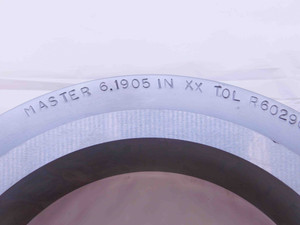 MASTER 6.1905 IN XX TOL R6029